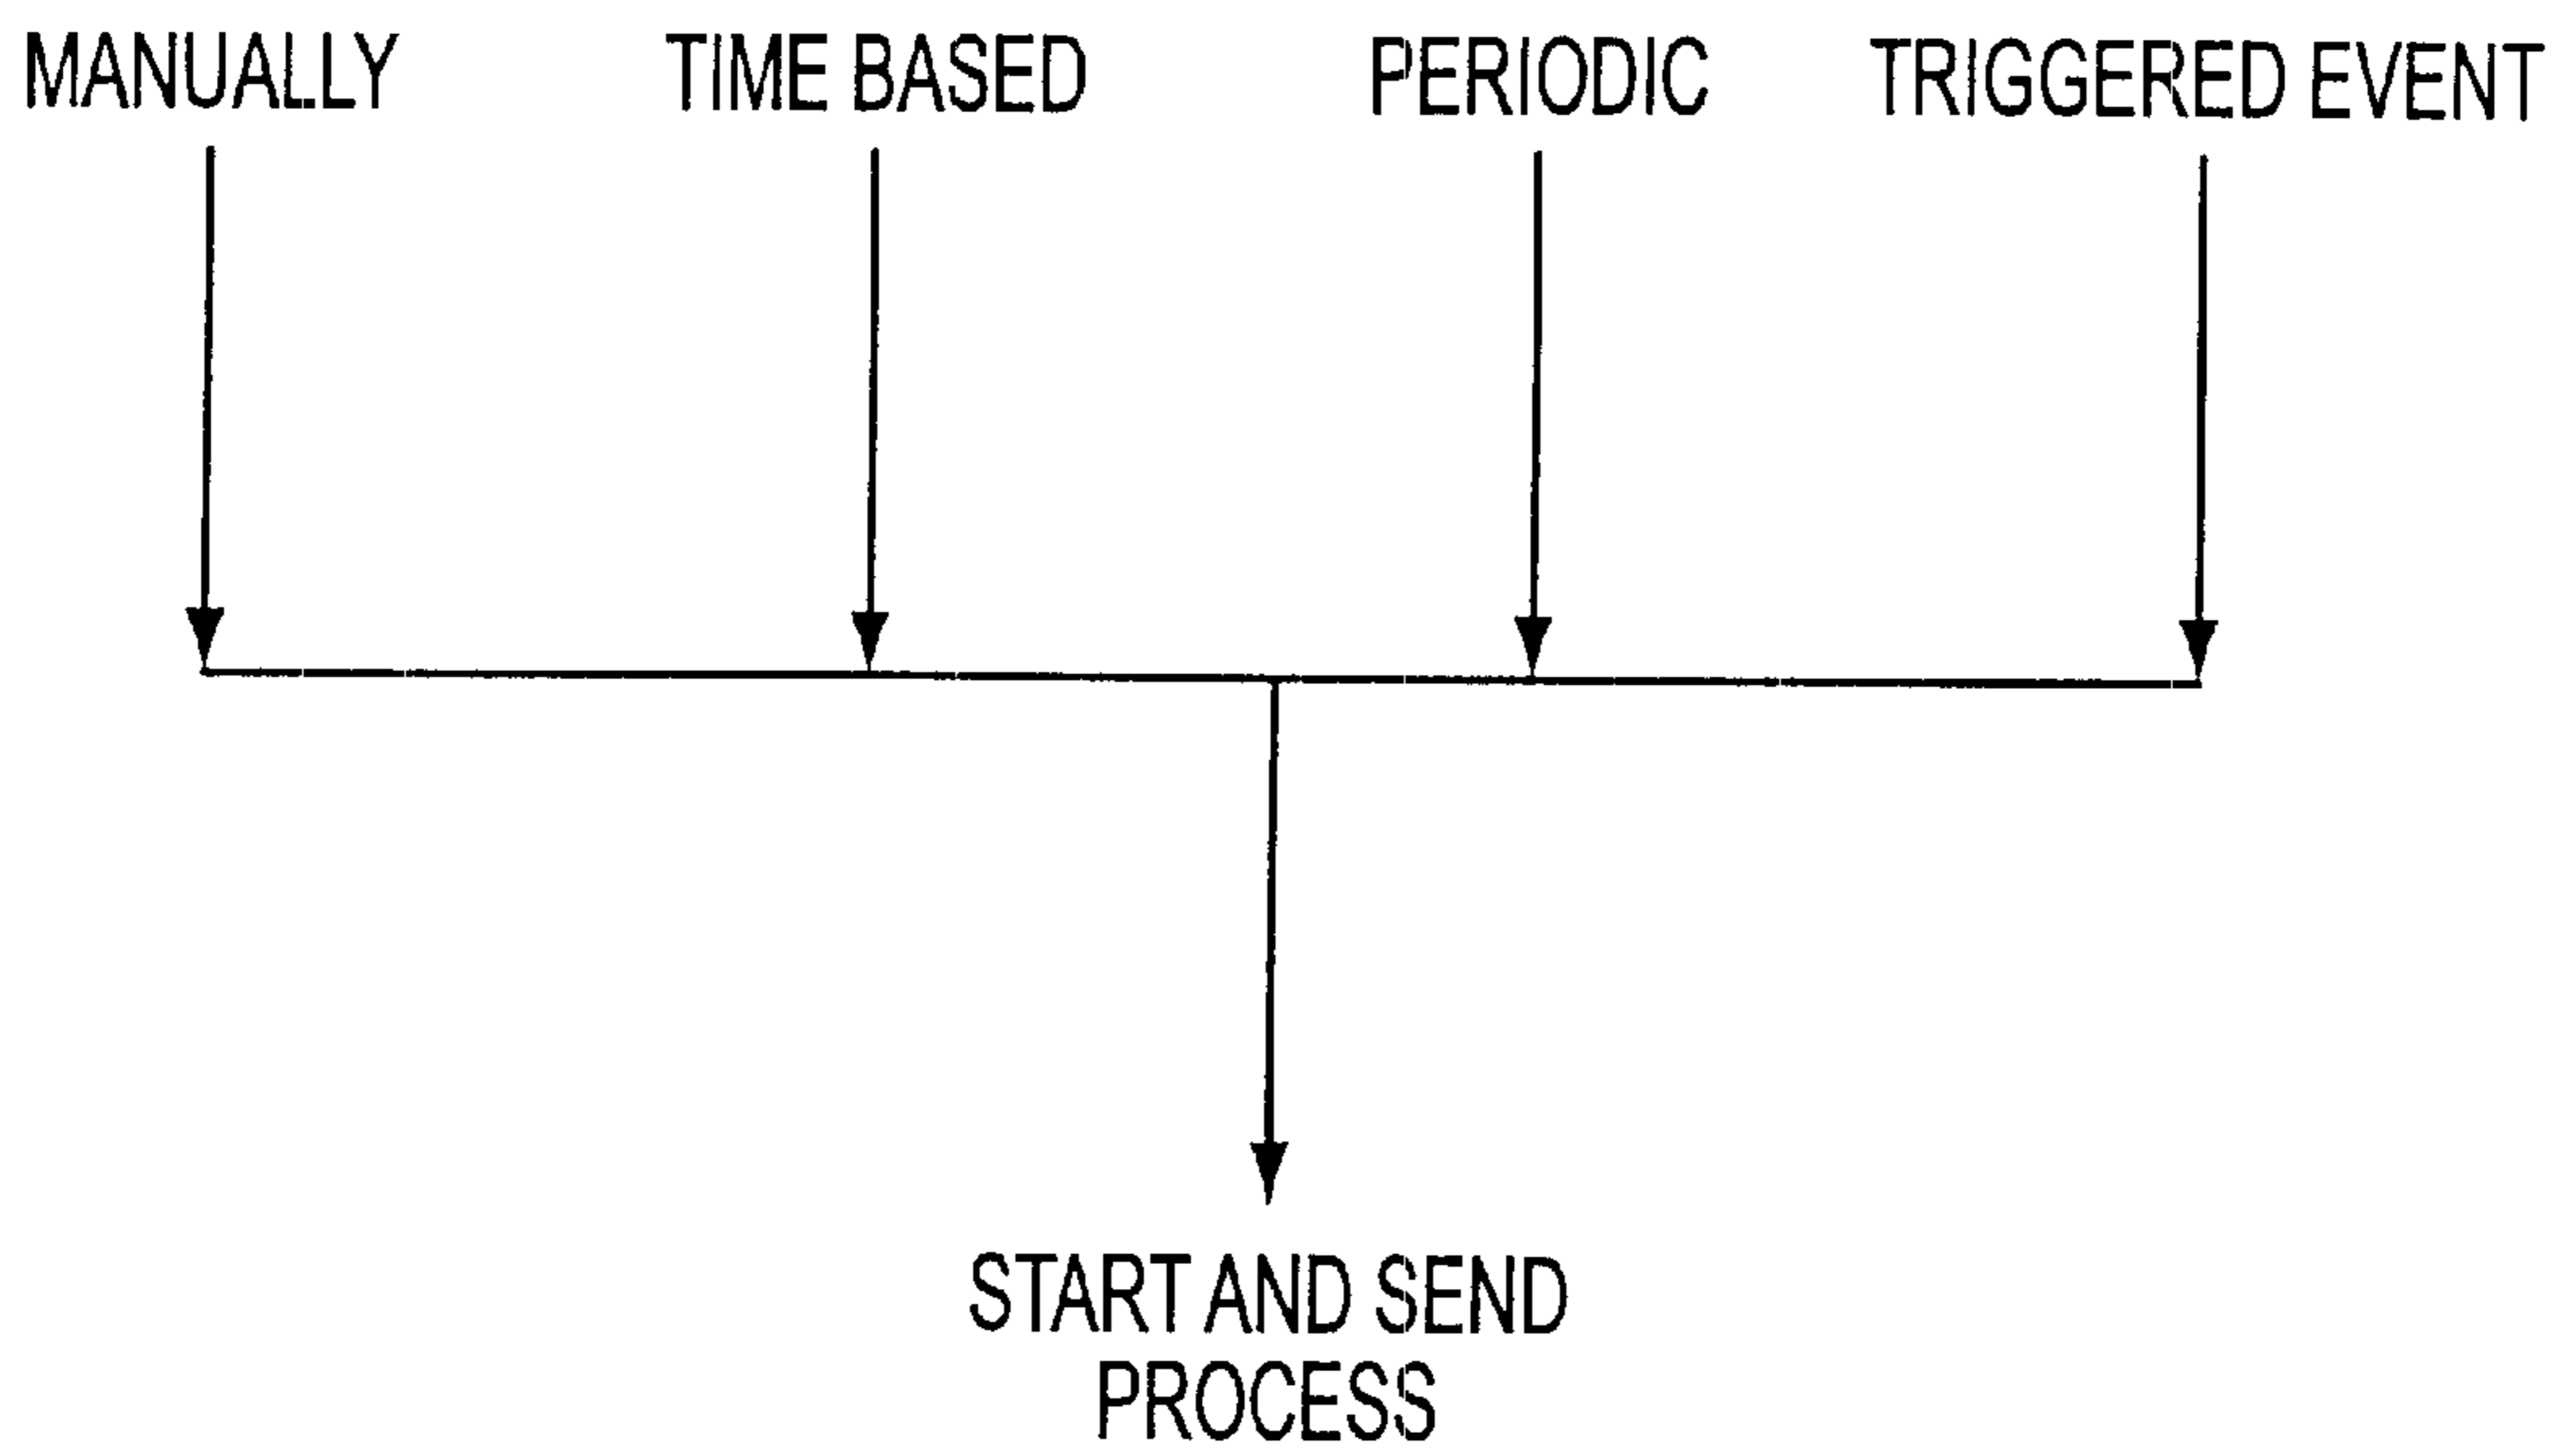 MANUALLY
TIME BASED
PERIODIC
TRIGGERED EVENT
START AND SEND
PROCESS